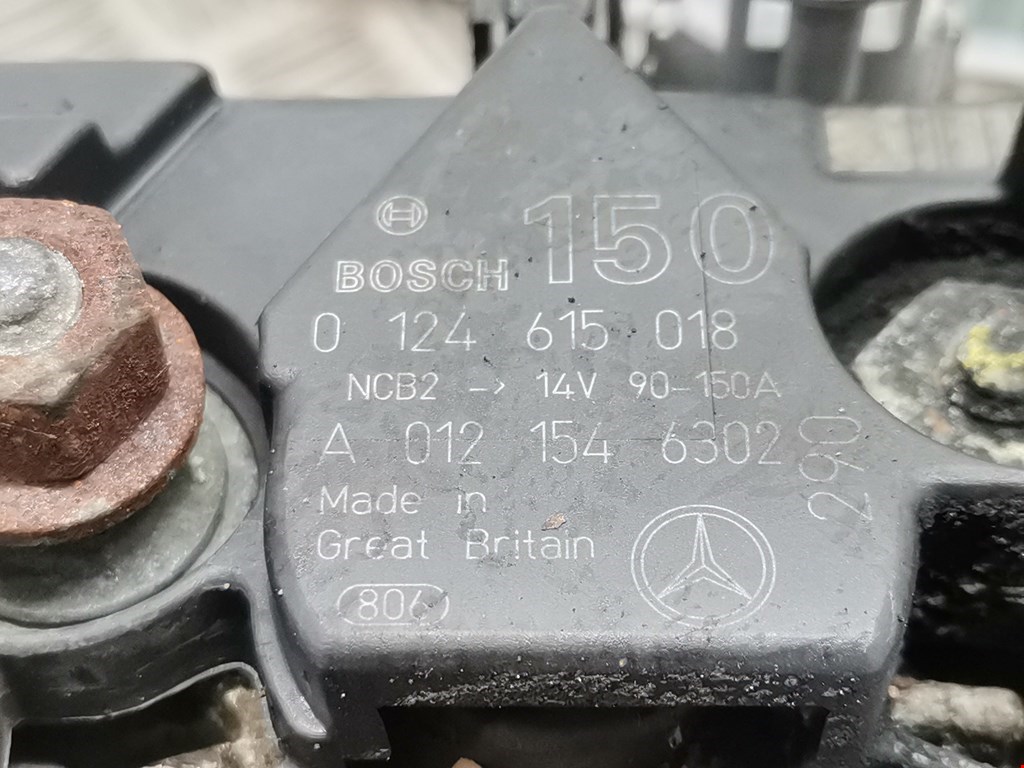 BOSCH 150
0 124 615 018
NCB2 -> 14V 90-150A
A 012 154 6302
290
Made in
Great Britain
806